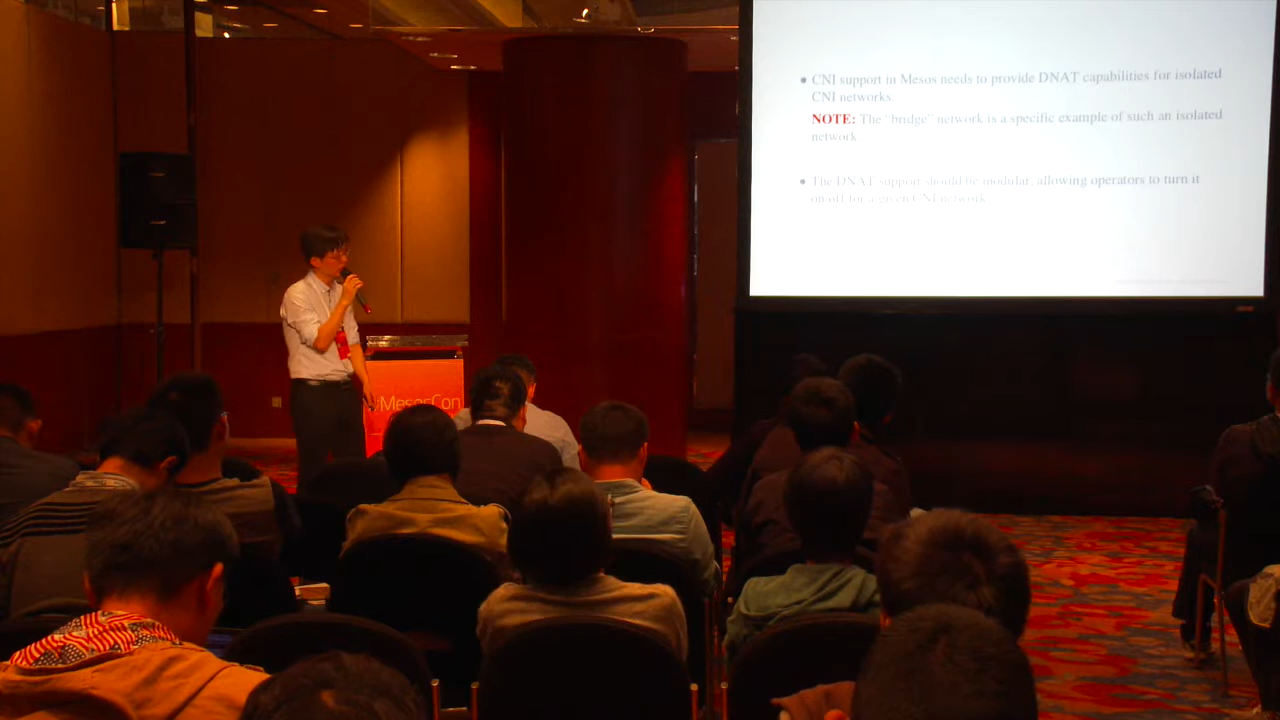 CNI support in Mesos needs to provide DNAT capabilities for isolated
CNI networks.
NOTE: The "bridge" network is a specific example of such an isolated
network
The DNAT support should be modular, allowing operators to turn it
on/off for a given CNI network
#MesosCon